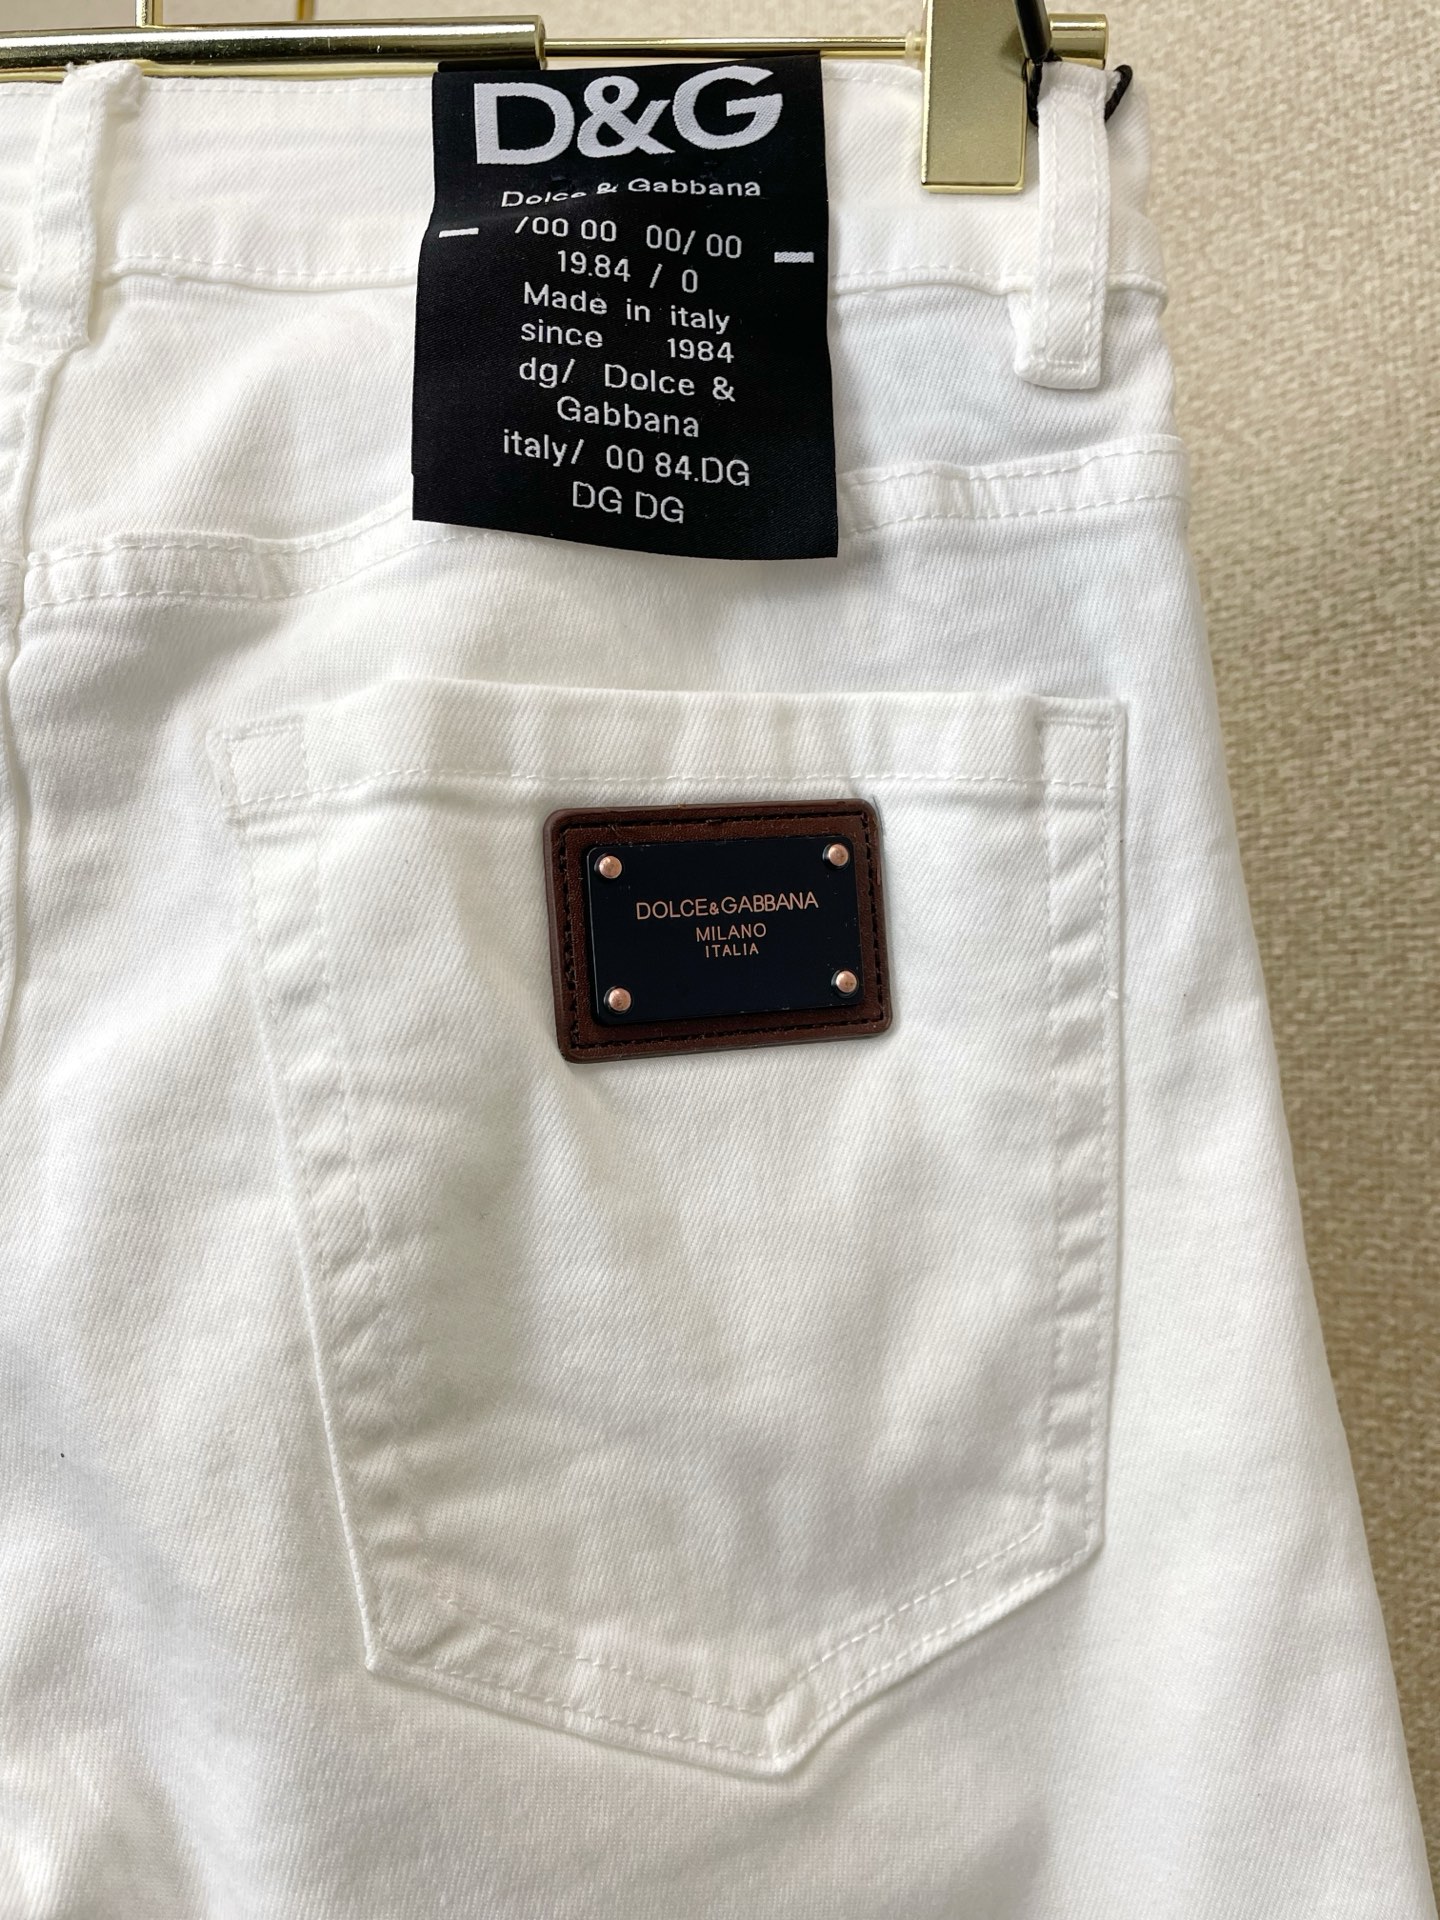 D&G
Dolce & Gabbana
/00 00 00/ 00
19.84 / 0
Made in italy
since 1984
dg/ Dolce &
Gabbana
italy/ 00 84.DG
DG DG
DOLCE&GABBANA
MILANO
ITALIA